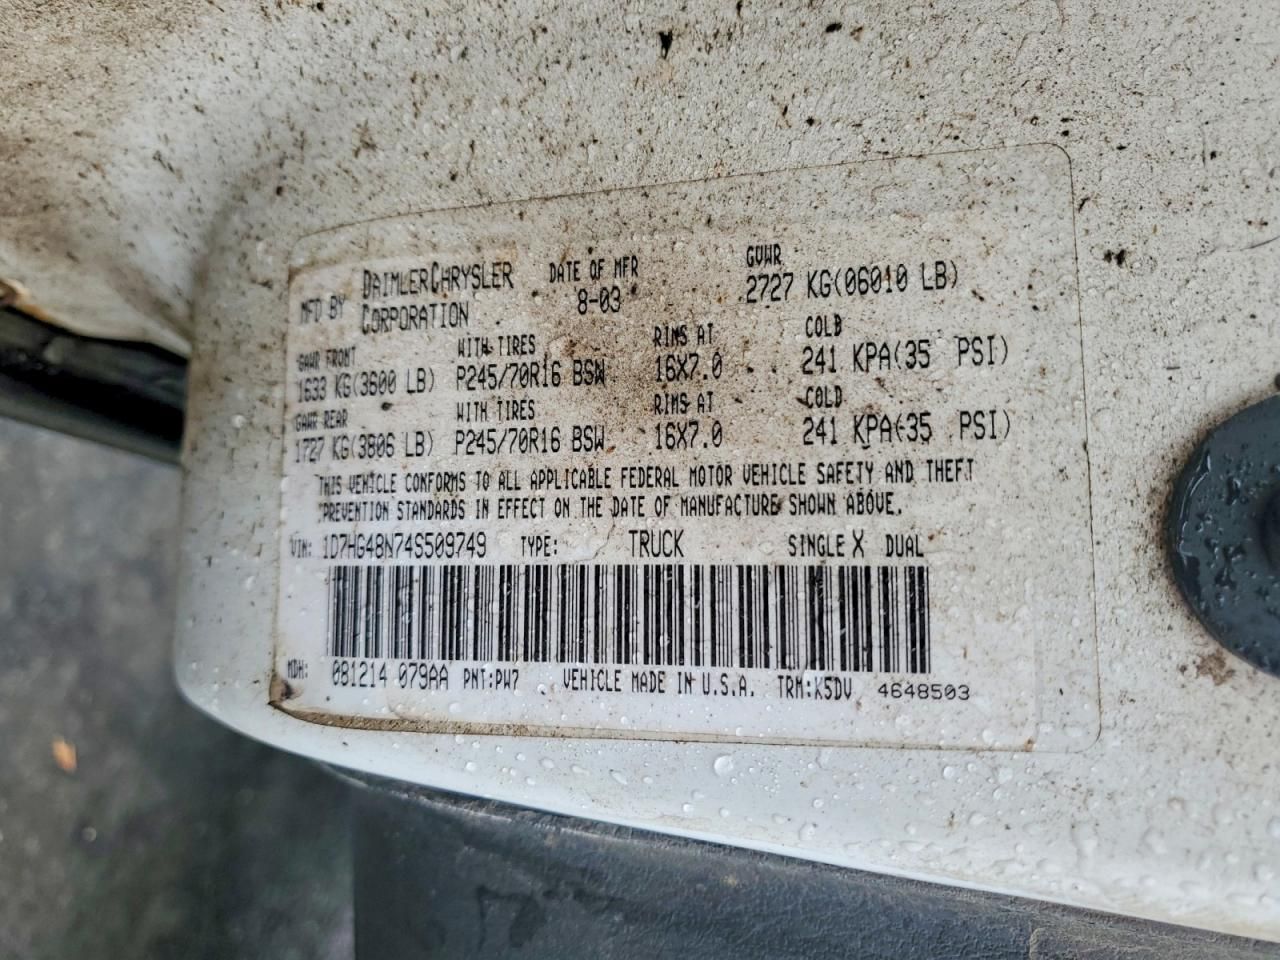 MFD BY DAIMLERCHRYSLER CORPORATION DATE OF MFR 8-03 GVWR 2727 KG(06010 LB)
GAWR FRONT WITH TIRES RIMS AT COLD
1633 KG(3600 LB) P245/70R16 BSW 16X7.0 241 KPA(35 PSI)
GAWR REAR WITH TIRES RIMS AT COLD
1727 KG(3806 LB) P245/70R16 BSW 16X7.0 241 KPA(35 PSI)
THIS VEHICLE CONFORMS TO ALL APPLICABLE FEDERAL MOTOR VEHICLE SAFETY AND THEFT
PREVENTION STANDARDS IN EFFECT ON THE DATE OF MANUFACTURE SHOWN ABOVE.
VIN: 1D7HG48N74S509749 TYPE: TRUCK SINGLE X DUAL
MDH: 081214 079AA PNT:PW7 VEHICLE MADE IN U.S.A. TRM:K5DV 4648503